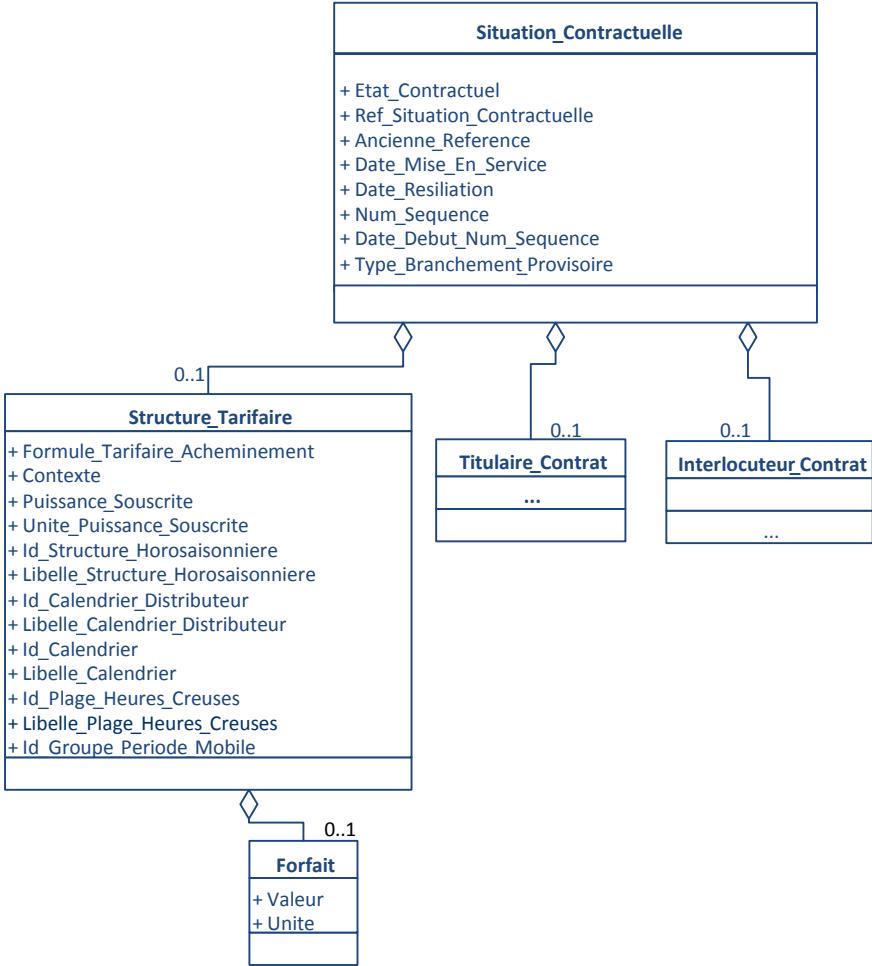 Situation_Contractuelle
+ Etat_Contractuel
+ Ref_Situation_Contractuelle
+ Ancienne_Reference
+ Date_Mise_En_Service
+ Date_Resiliation
+ Num_Sequence
+ Date_Debut_Num_Sequence
+ Type_Branchement_Provisoire
0..1
Structure_Tarifaire
+ Formule_Tarifaire_Acheminement
+ Contexte
+ Puissance_Souscrite
+ Unite_Puissance_Souscrite
+ Id_Structure_Horosaisonniere
+ Libelle_Structure_Horosaisonniere
+ Id_Calendrier_Distributeur
+ Libelle_Calendrier_Distributeur
+ Id_Calendrier
+ Libelle_Calendrier
+ Id_Plage_Heures_Creuses
+ Libelle_Plage_Heures_Creuses
+ Id_Groupe_Periode_Mobile
0..1
Titulaire_Contrat
...
0..1
Interlocuteur_Contrat
...
0..1
Forfait
+ Valeur
+ Unite